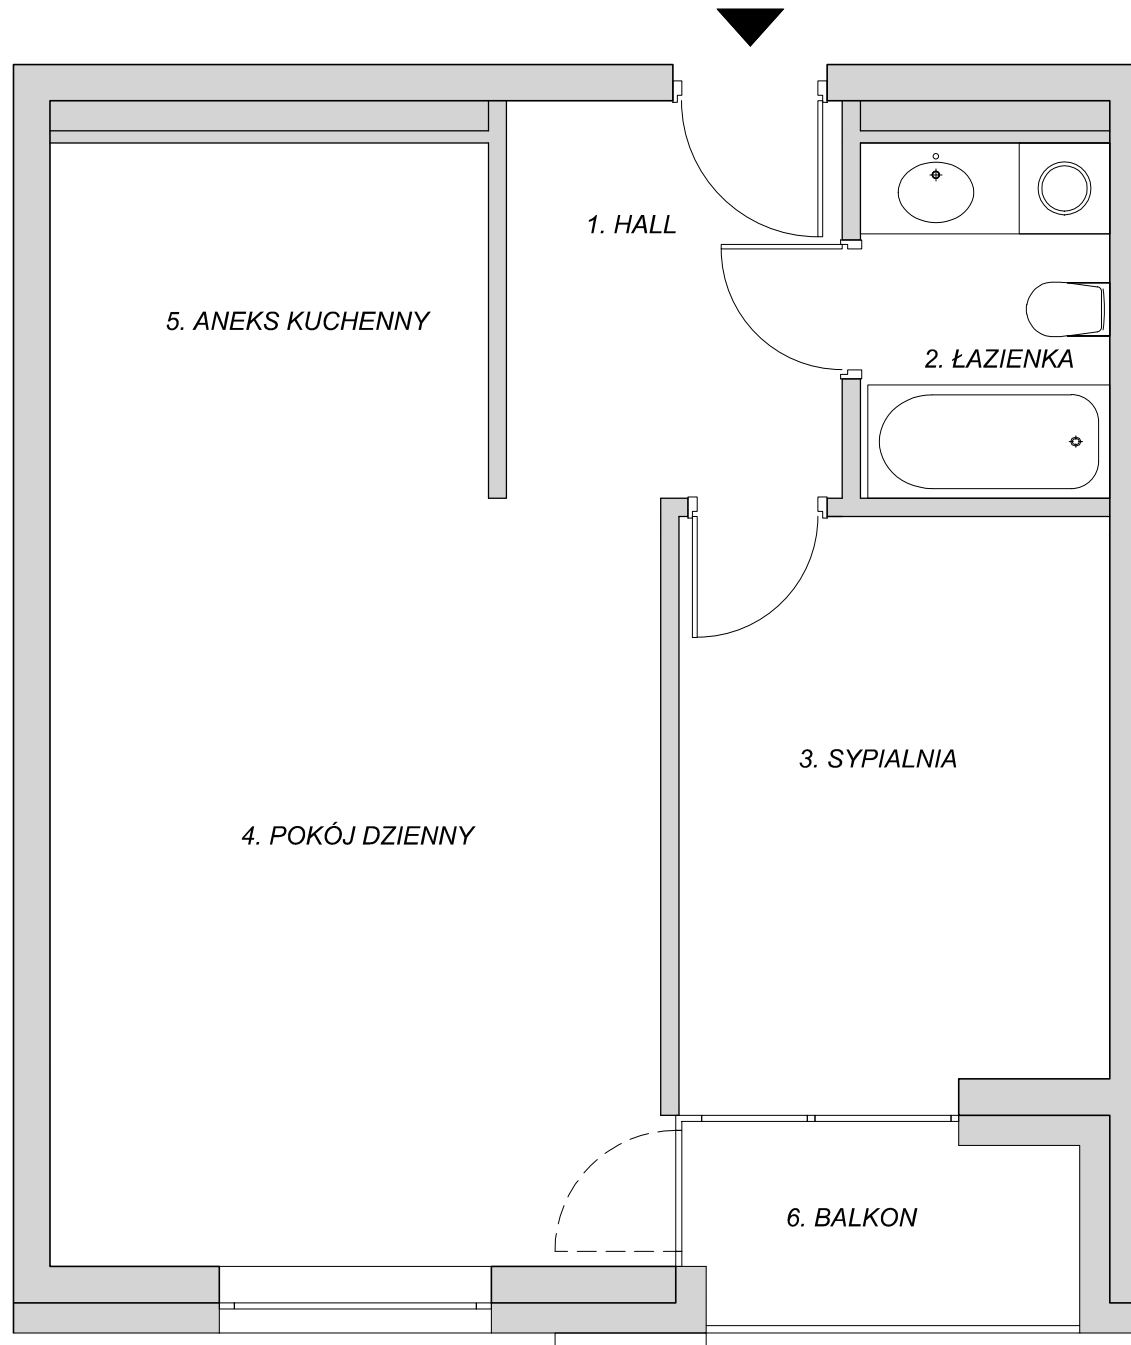 1. HALL
5. ANEKS KUCHENNY
2. ŁAZIENKA
3. SYPIALNIA
4. POKÓJ DZIENNY
6. BALKON